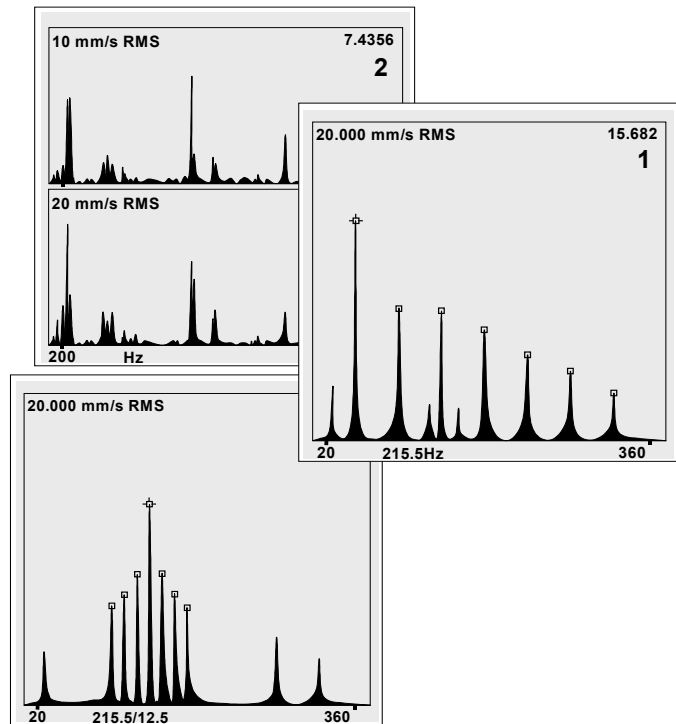 10 mm/s RMS 7.4356
2
20 mm/s RMS
200 Hz
20.000 mm/s RMS 15.682
1
20 215.5Hz 360
20.000 mm/s RMS
20 215.5/12.5 360